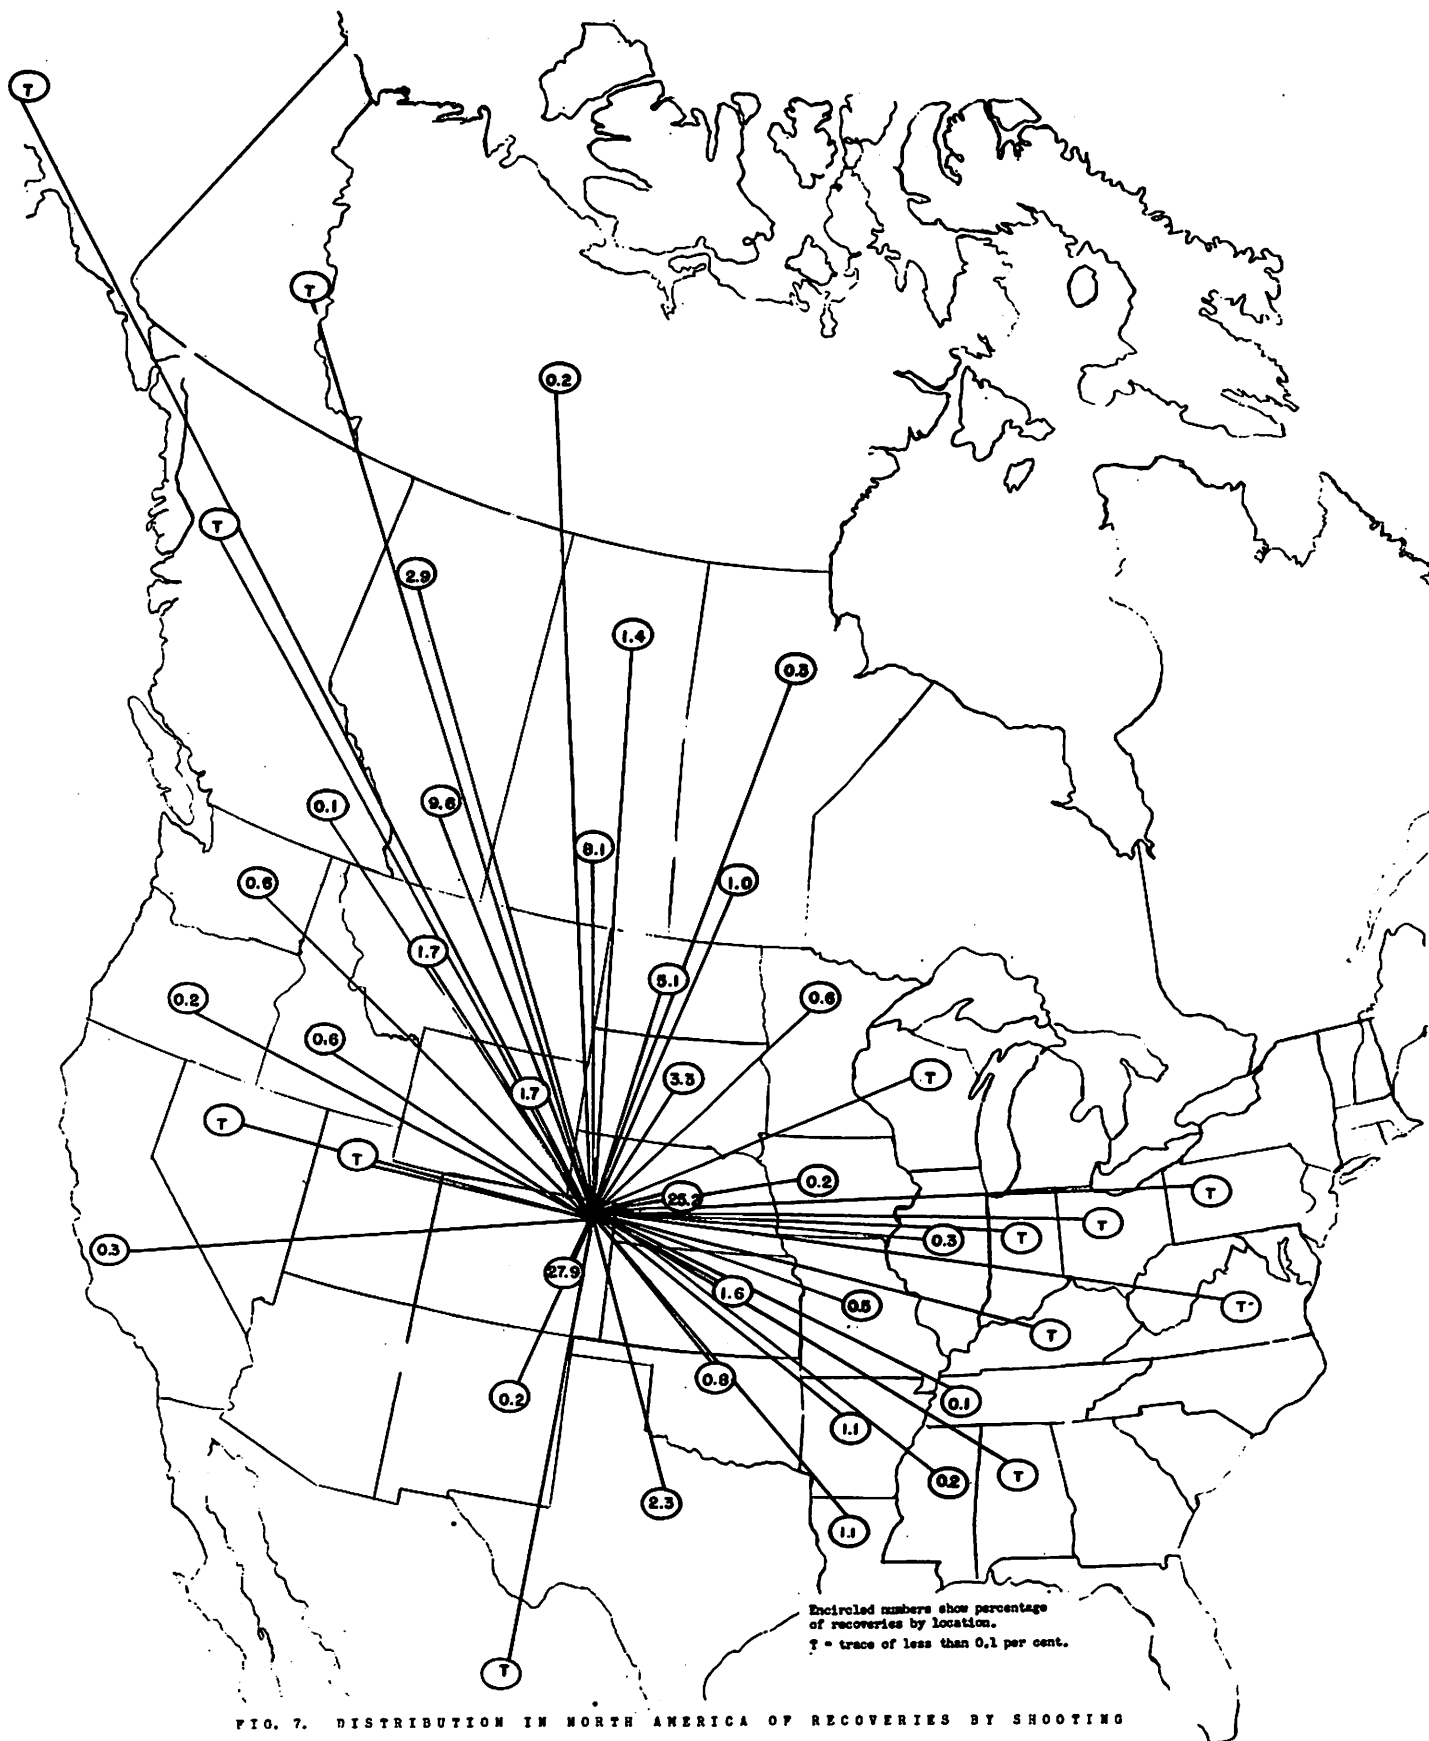 T
T
0.2
T
2.9
1.4
0.3
0.1
9.6
8.1
1.0
0.6
1.7
5.1
0.2
0.6
0.6
1.7
3.3
T
T
T
0.2
25.2
T
T
0.3
T
0.3
27.9
1.6
0.5
T
T
0.2
0.8
0.1
1.1
0.2
T
2.3
1.1
T
Encircled numbers show percentage
of recoveries by location.
T = trace of less than 0.1 per cent.
FIG. 7. DISTRIBUTION IN NORTH AMERICA OF RECOVERIES BY SHOOTING